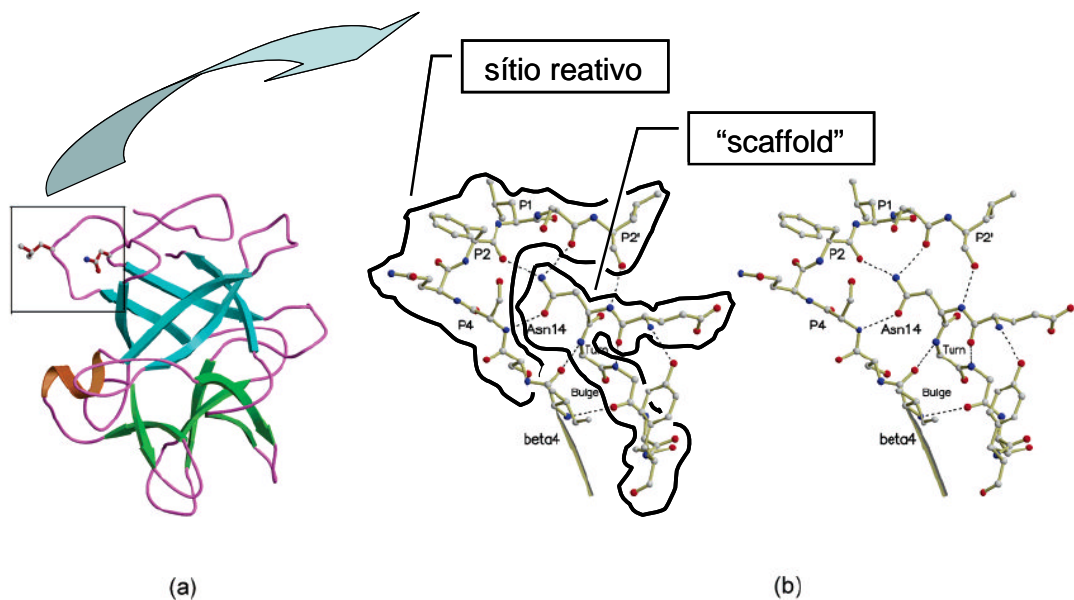 sítio reativo
“scaffold”
P1
P2'
P2
P4
Asn14
Turn
Bulge
beta4
P1
P2'
P2
P4
Asn14
Turn
Bulge
beta4
(a)
(b)